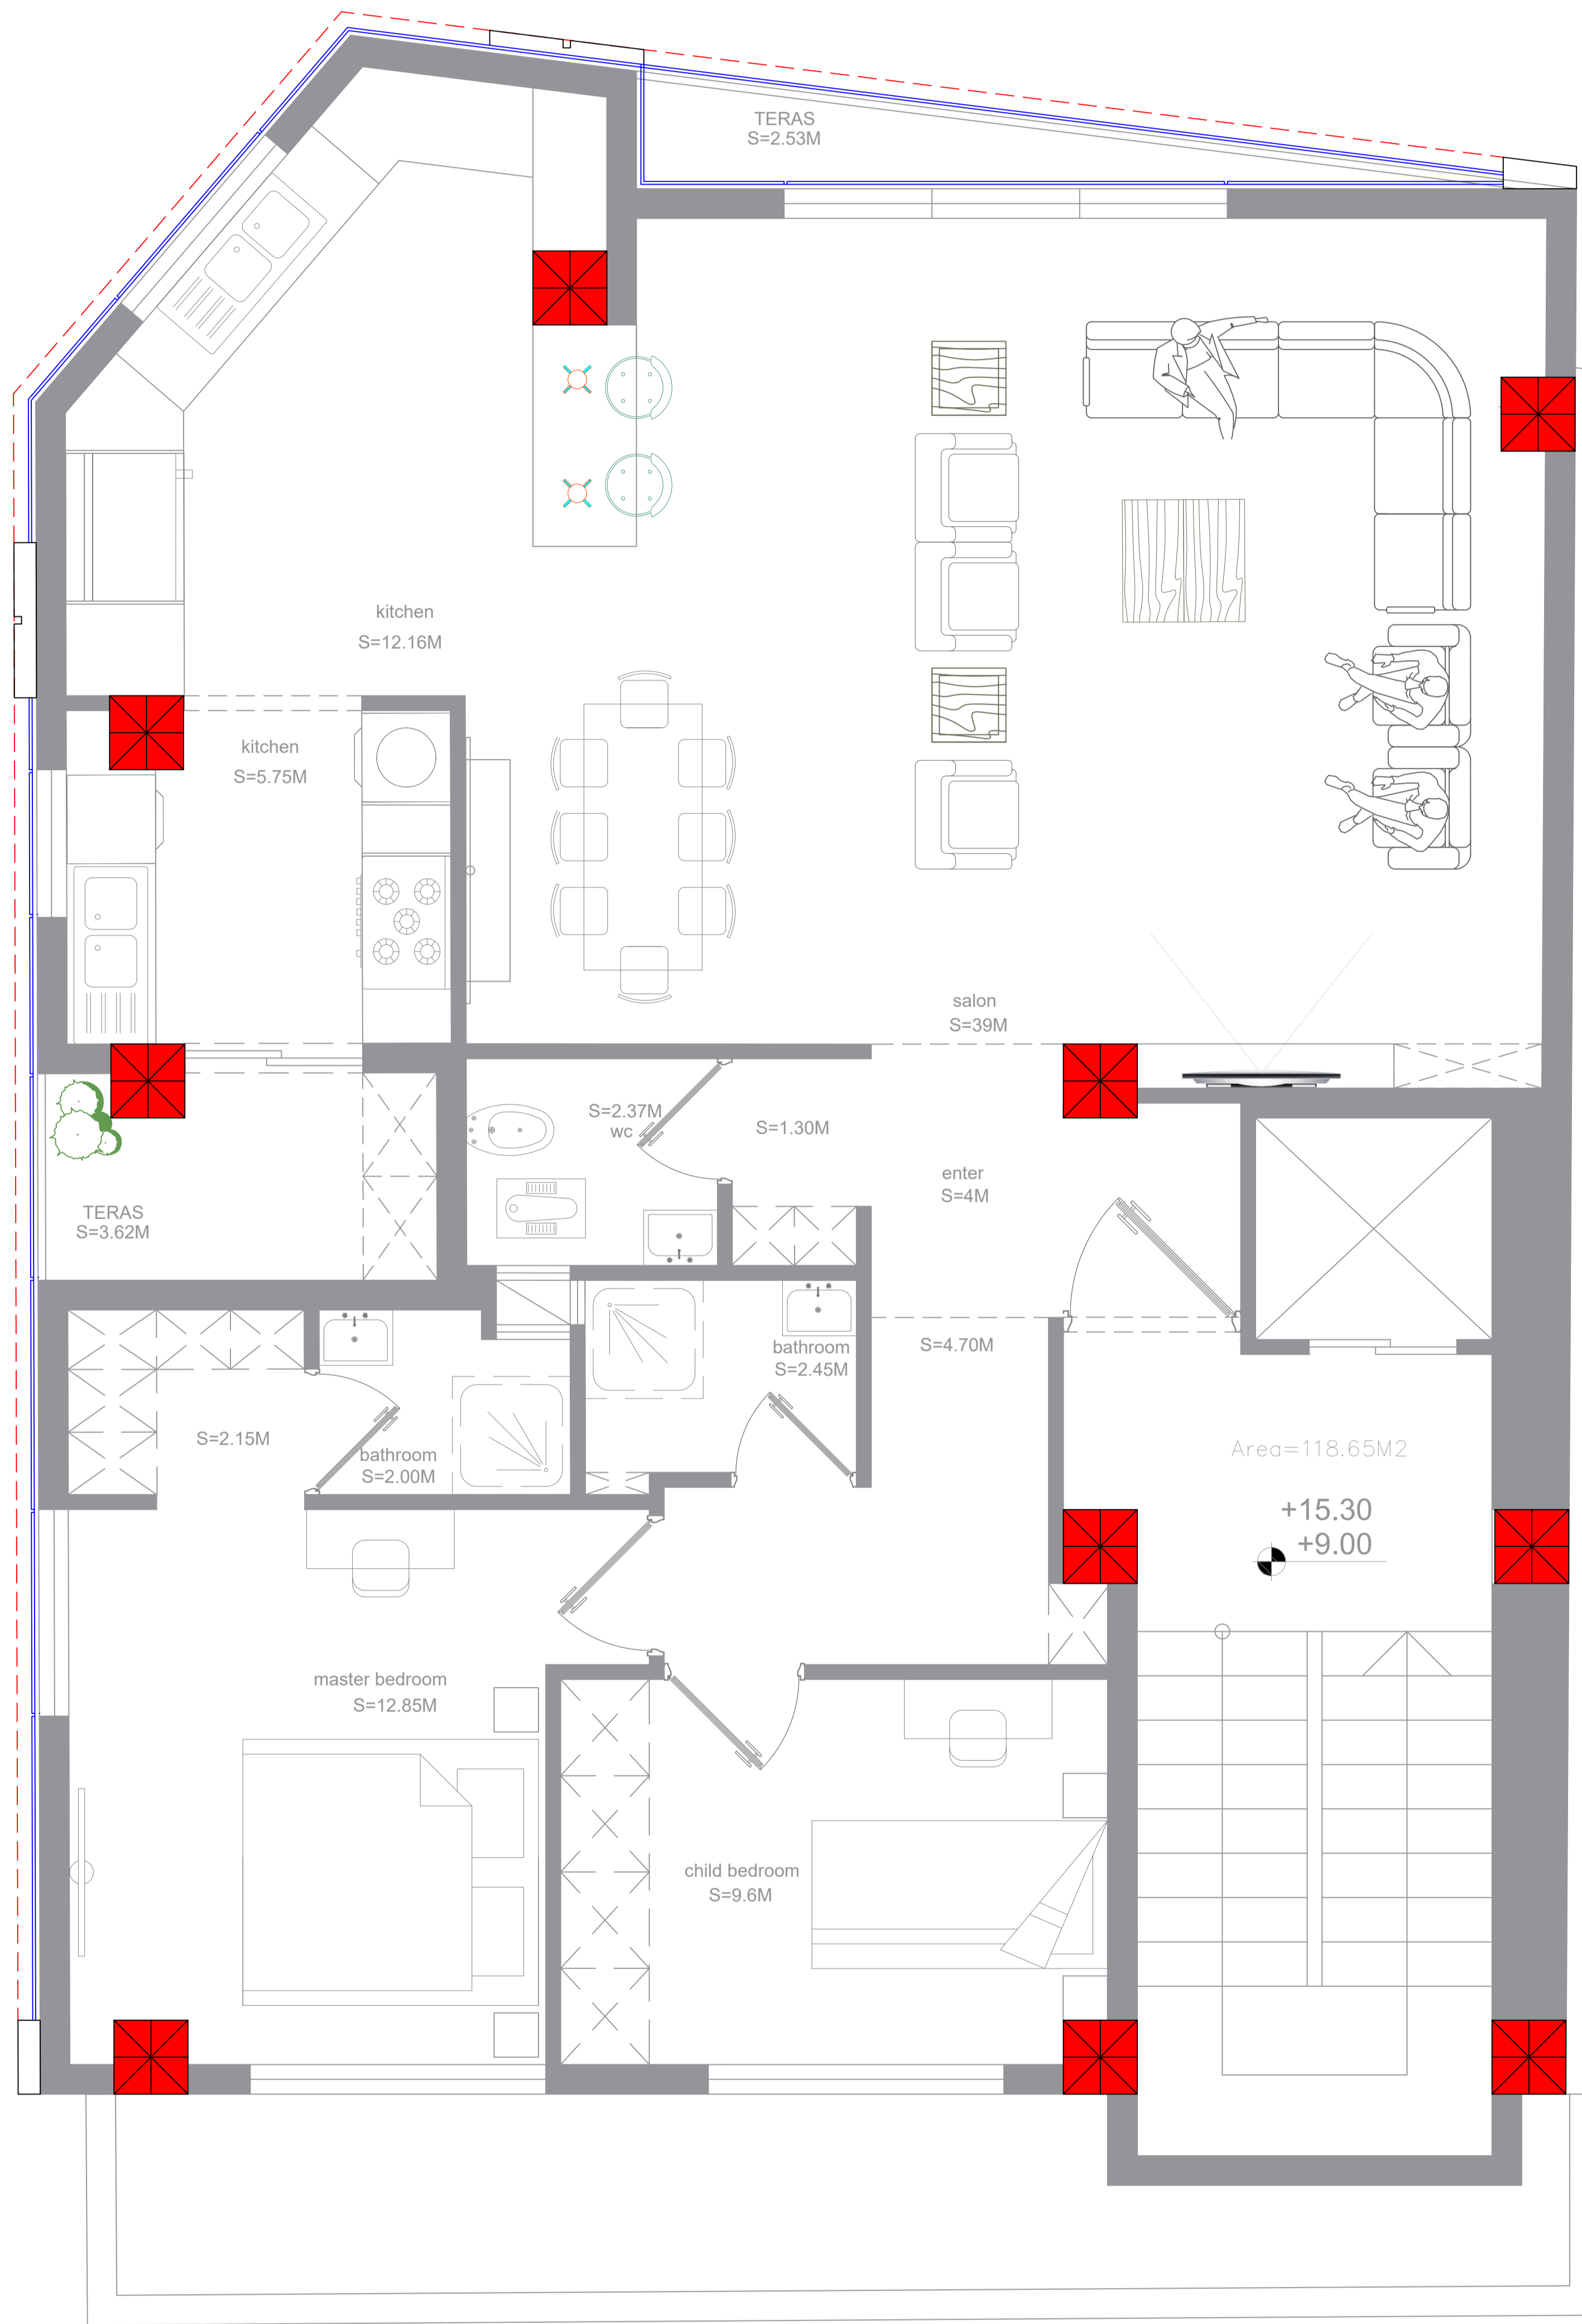 TERAS
S=2.53M
kitchen
S=12.16M
kitchen
S=5.75M
salon
S=39M
S=2.37M
wc
S=1.30M
enter
S=4M
TERAS
S=3.62M
S=4.70M
bathroom
S=2.45M
S=2.15M
bathroom
S=2.00M
Area=118.65M2
+15.30
+9.00
master bedroom
S=12.85M
child bedroom
S=9.6M